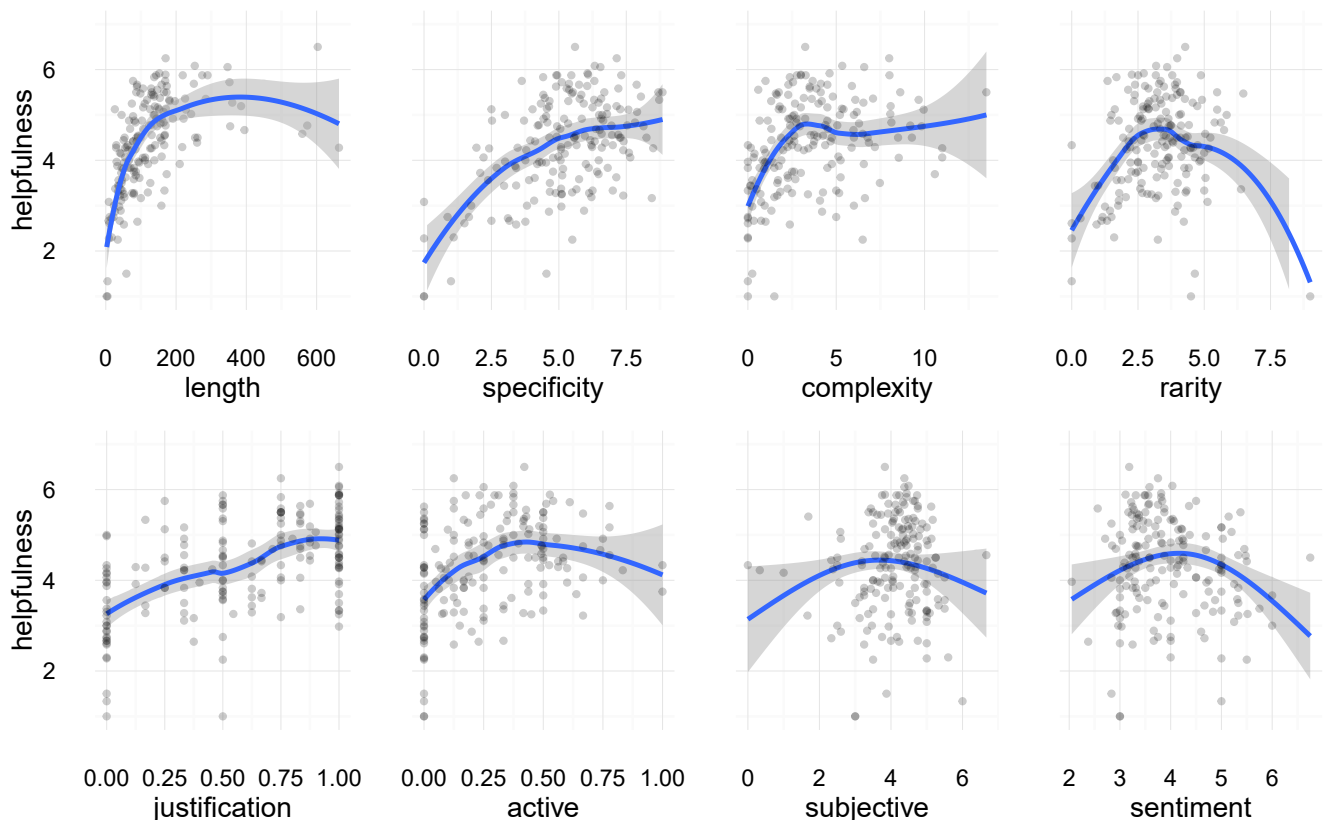 helpfulness
6
4
2
0 200 400 600
length
0.0 2.5 5.0 7.5
specificity
0 5 10
complexity
0.0 2.5 5.0 7.5
rarity
helpfulness
6
4
2
0.00 0.25 0.50 0.75 1.00
justification
0.00 0.25 0.50 0.75 1.00
active
0 2 4 6
subjective
2 3 4 5 6
sentiment